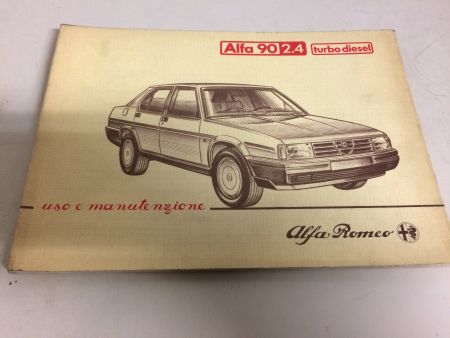 Alfa 90 2.4 turbo diesel
uso e manutenzione
Alfa Romeo